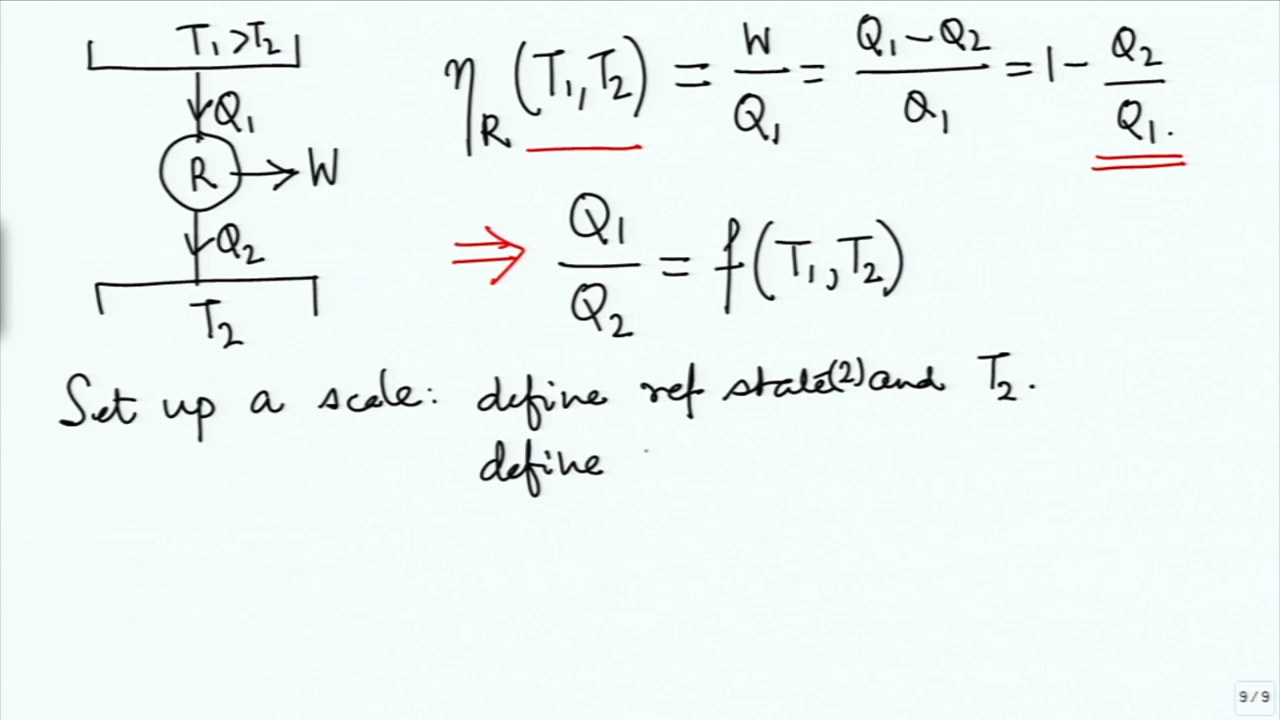 T₁ > T₂
Q₁
R → W
Q₂
T₂
η_R (T₁, T₂) = W/Q₁ = (Q₁ − Q₂)/Q₁ = 1 − Q₂/Q₁.
⇒ Q₁/Q₂ = f(T₁, T₂)
Set up a scale: define ref state(2) and T₂.
define
9/9